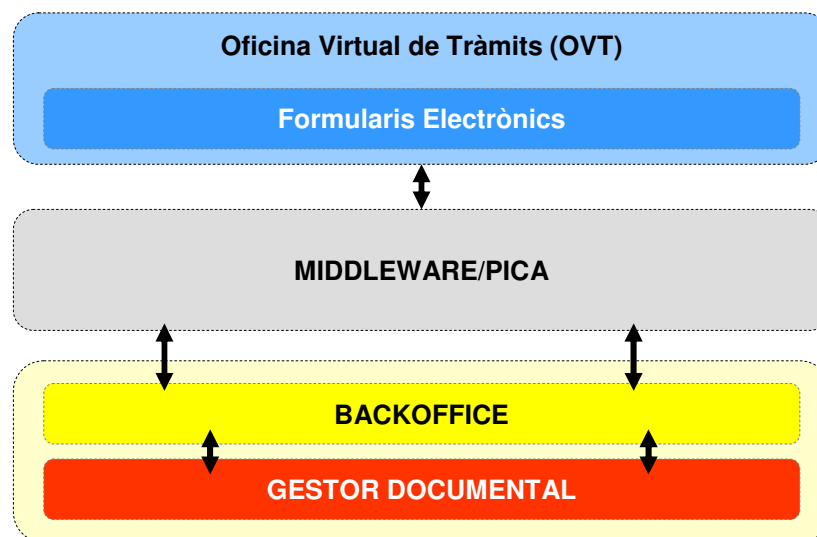 Oficina Virtual de Tràmits (OVT)
Formularis Electrònics
MIDDLEWARE/PICA
BACKOFFICE
GESTOR DOCUMENTAL